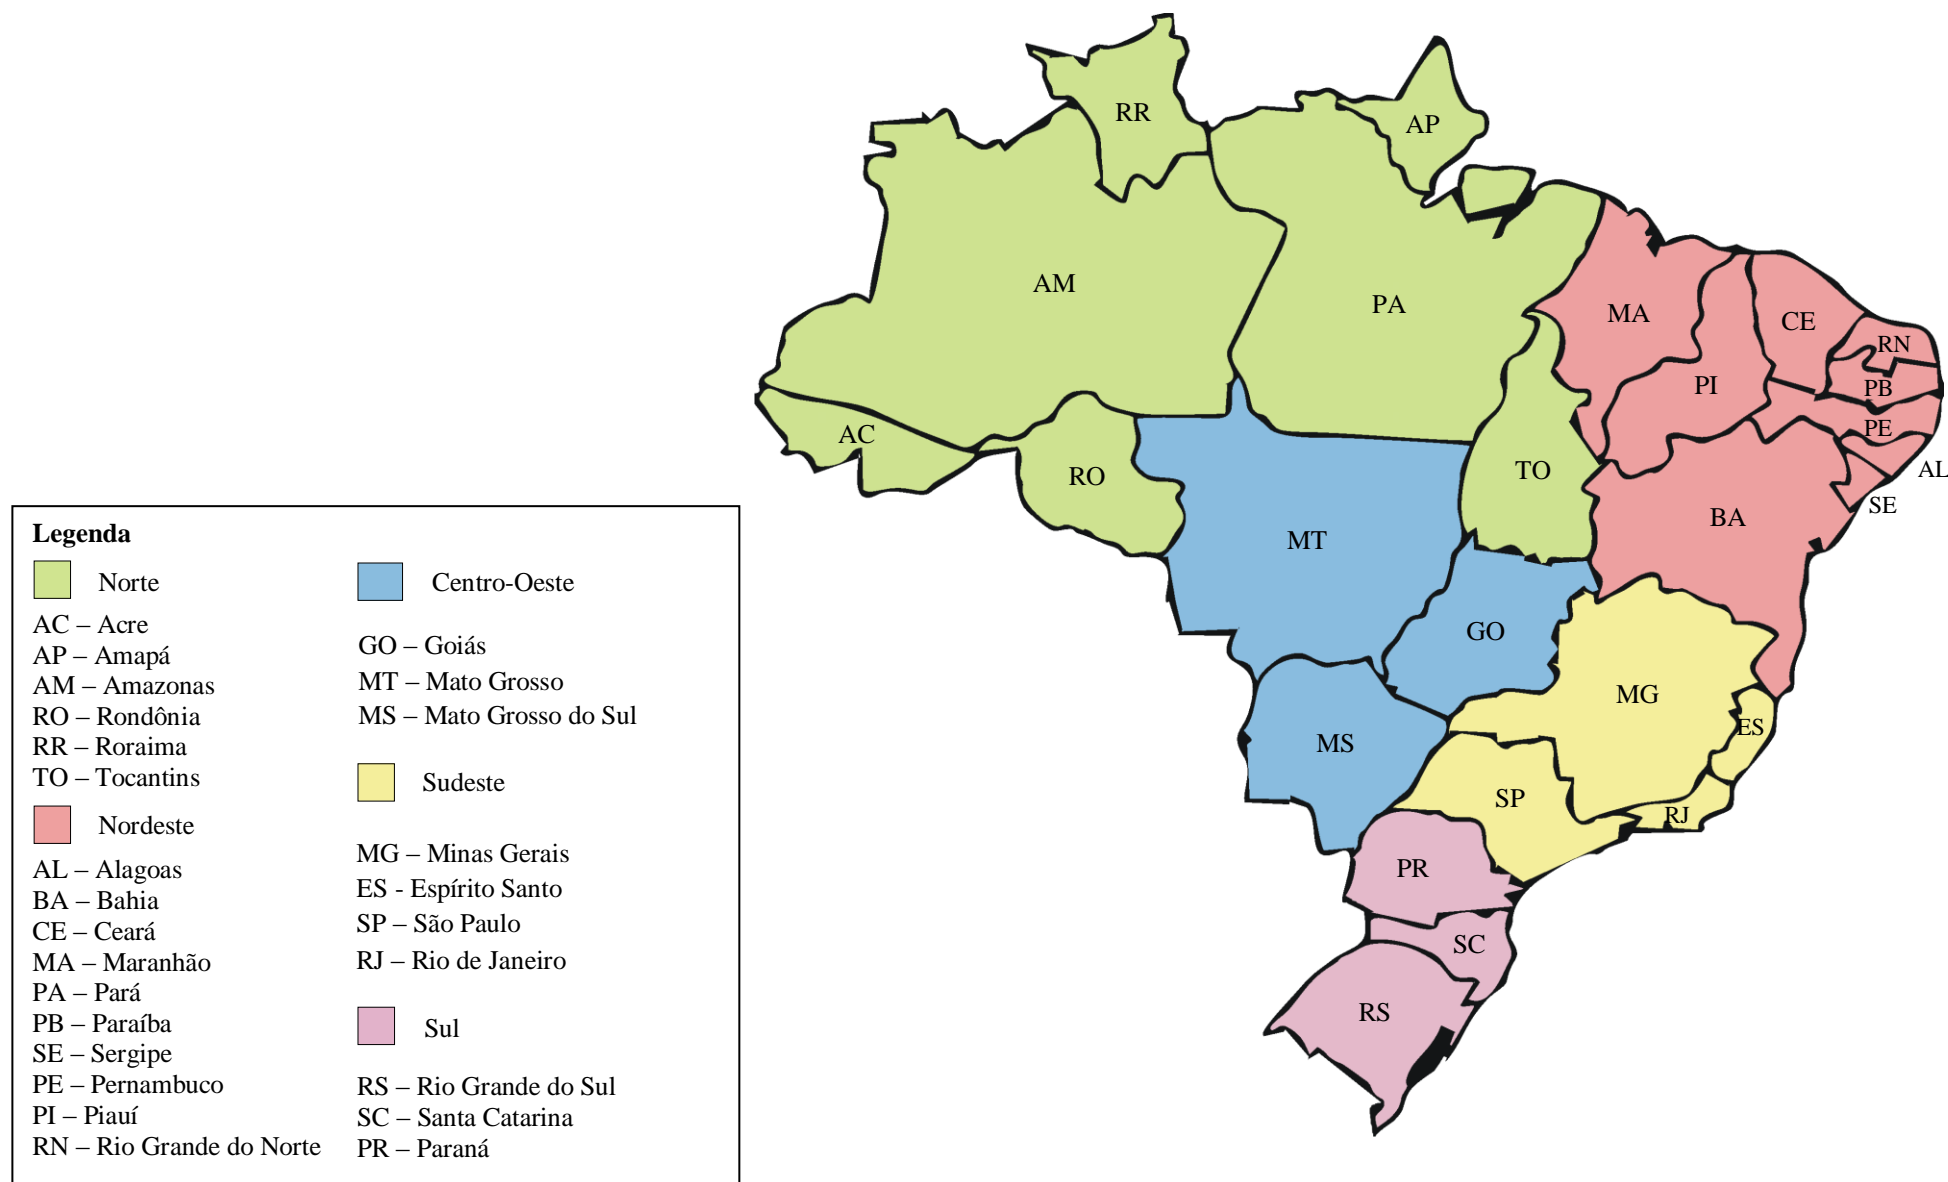 Legenda
Norte
AC – Acre
AP – Amapá
AM – Amazonas
RO – Rondônia
RR – Roraima
TO – Tocantins
Nordeste
AL – Alagoas
BA – Bahia
CE – Ceará
MA – Maranhão
PA – Pará
PB – Paraíba
SE – Sergipe
PE – Pernambuco
PI – Piauí
RN – Rio Grande do Norte
Centro-Oeste
GO – Goiás
MT – Mato Grosso
MS – Mato Grosso do Sul
Sudeste
MG – Minas Gerais
ES - Espírito Santo
SP – São Paulo
RJ – Rio de Janeiro
Sul
RS – Rio Grande do Sul
SC – Santa Catarina
PR – Paraná
RR
AP
AM
PA
MA
CE
RN
PI
PB
PE
AC
RO
TO
AL
SE
BA
MT
GO
MG
ES
MS
SP
RJ
PR
SC
RS